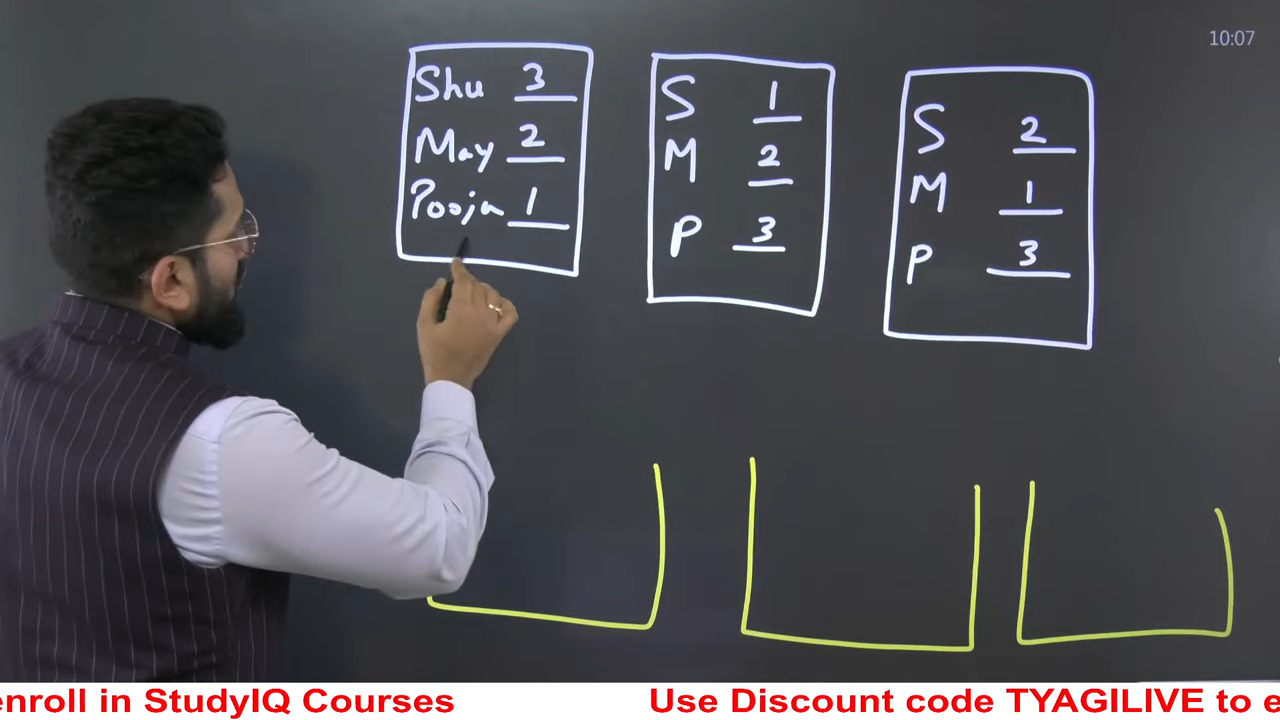 10:07
Shu 3
May 2
Pooja 1
S 1
M 2
P 3
S 2
M 1
P 3
enroll in StudyIQ Courses
Use Discount code TYAGILIVE to e